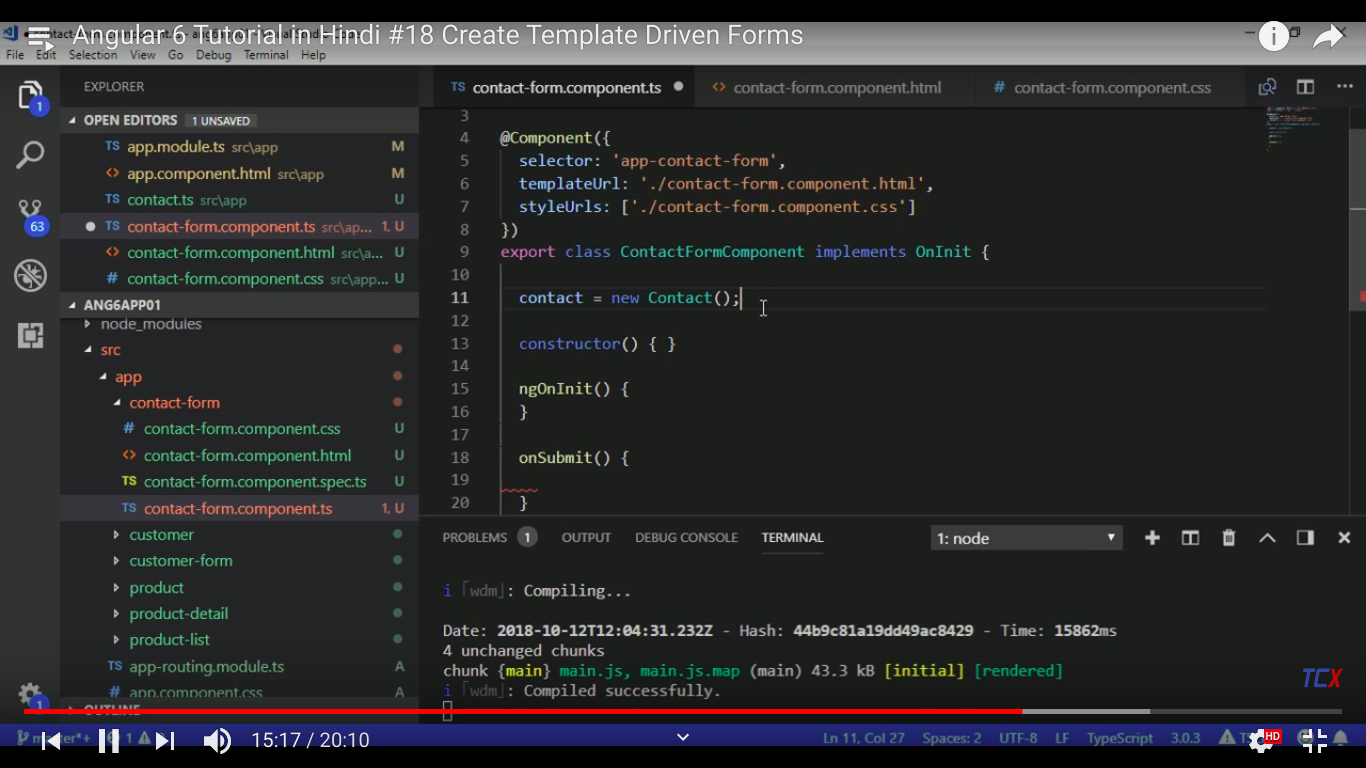 Angular 6 Tutorial in Hindi #18 Create Template Driven Forms
File Edit Selection View Go Debug Terminal Help
EXPLORER
OPEN EDITORS 1 UNSAVED
TS app.module.ts src\app M
<> app.component.html src\app M
TS contact.ts src\app U
TS contact-form.component.ts src\ap... 1, U
<> contact-form.component.html src\a... U
# contact-form.component.css src\app... U
ANG6APP01
node_modules
src
app
contact-form
# contact-form.component.css U
<> contact-form.component.html U
TS contact-form.component.spec.ts U
TS contact-form.component.ts 1, U
customer
customer-form
product
product-detail
product-list
TS app-routing.module.ts A
# app.component.css A
OUTLINE
1
63
1
TS contact-form.component.ts
<> contact-form.component.html
# contact-form.component.css
3
4 @Component({
5 selector: 'app-contact-form',
6 templateUrl: './contact-form.component.html',
7 styleUrls: ['./contact-form.component.css']
8 })
9 export class ContactFormComponent implements OnInit {
10
11 contact = new Contact();
12
13 constructor() { }
14
15 ngOnInit() {
16 }
17
18 onSubmit() {
19
20 }
PROBLEMS 1 OUTPUT DEBUG CONSOLE TERMINAL 1: node
i ｢wdm｣: Compiling...
Date: 2018-10-12T12:04:31.232Z - Hash: 44b9c81a19dd49ac8429 - Time: 15862ms
4 unchanged chunks
chunk {main} main.js, main.js.map (main) 43.3 kB [initial] [rendered]
i ｢wdm｣: Compiled successfully.
TCX
15:17 / 20:10
Ln 11, Col 27 Spaces: 2 UTF-8 LF TypeScript 3.0.3
HD